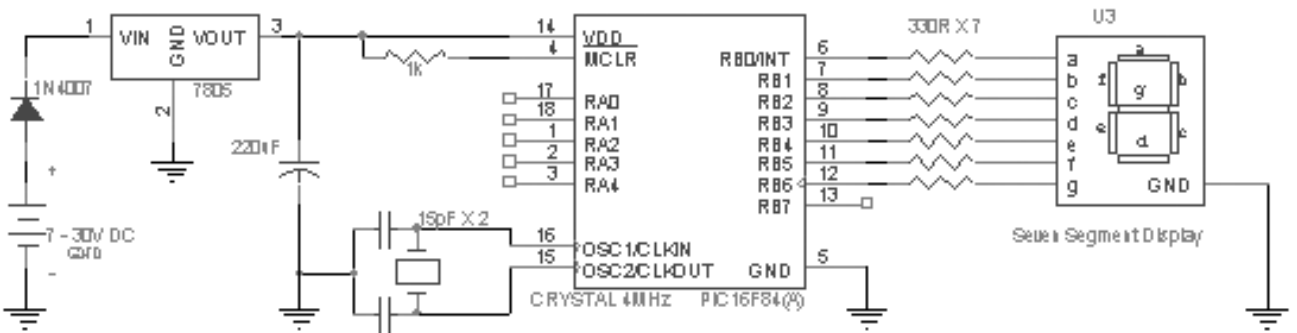 1 VIN GND VOUT 3
7805
2
1N4007
+
7 - 30V DC
-
220uF
1k
14 VDD
4 MCLR
17 RA0
18 RA1
1 RA2
2 RA3
3 RA4
16 OSC1/CLKIN
15 OSC2/CLKOUT
RB0/INT 6
RB1 7
RB2 8
RB3 9
RB4 10
RB5 11
RB6 12
RB7 13
GND 5
15pF X 2
CRYSTAL 4MHz
PIC16F84(A)
330R X 7
U3
a
b
c
d
e
f
g
GND
a
f b
g
e c
d
Seven Segment Display